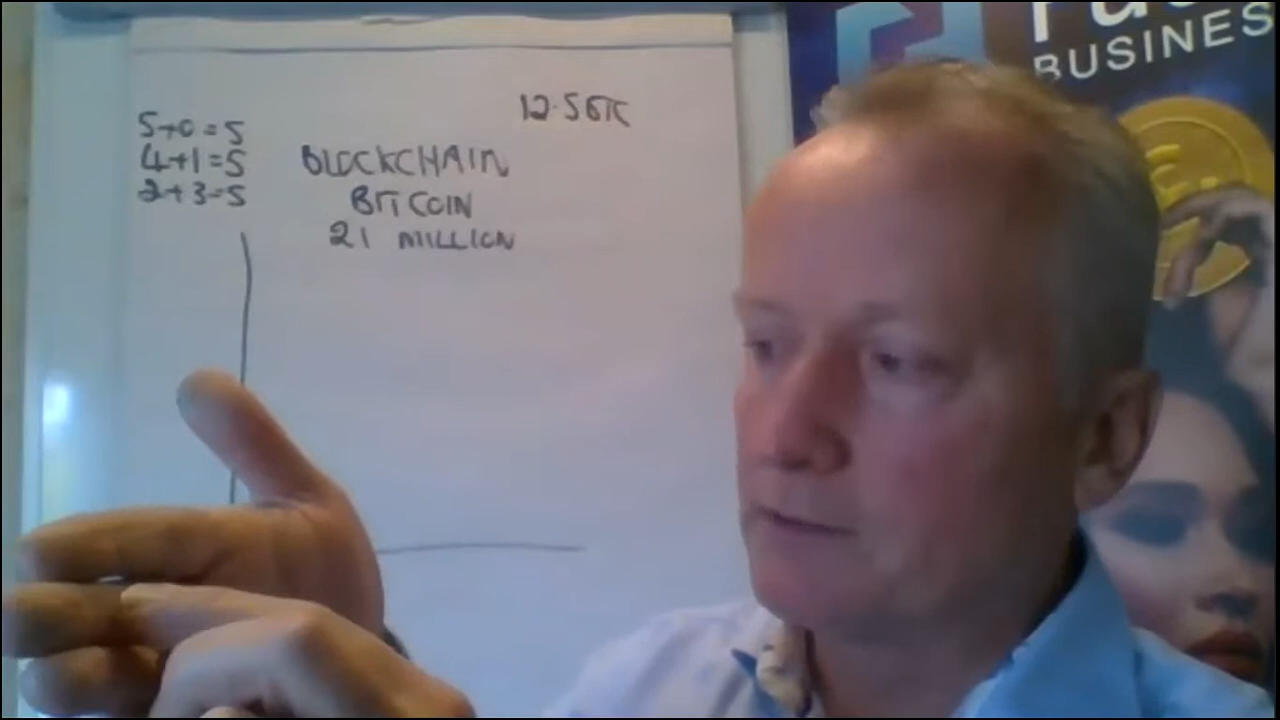 12.5BTC
5+0=5
4+1=5
2+3=5
BLOCKCHAIN
BITCOIN
21 MILLION
BUSINES